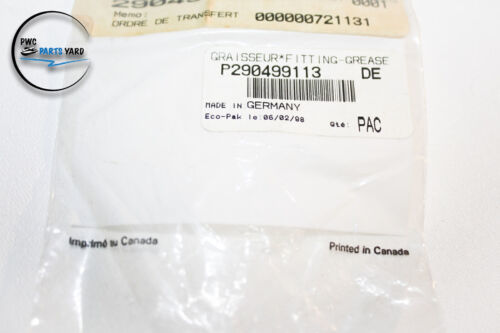 0001
Memo:
ORDRE DE TRANSFERT 000000721131
PWC
PARTS YARD
GRAISSEUR*FITTING-GREASE
P290499113 DE
MADE IN GERMANY
Eco-Pak le:06/02/98 Qté: PAC
Imprimé au Canada
Printed in Canada